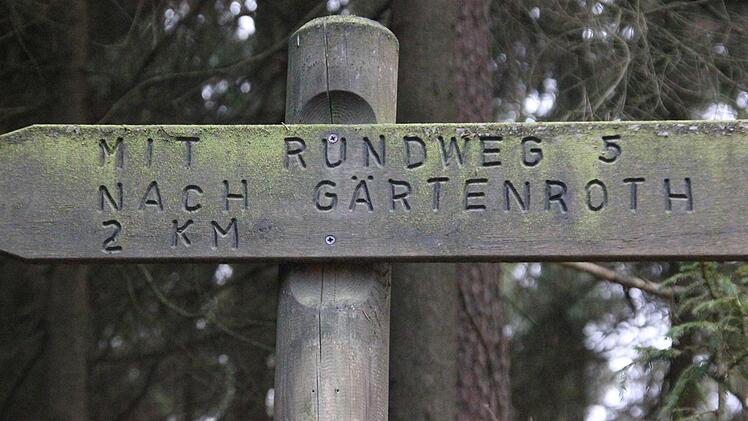 MIT RUNDWEG 5
NACH GÄRTENROTH
2 KM